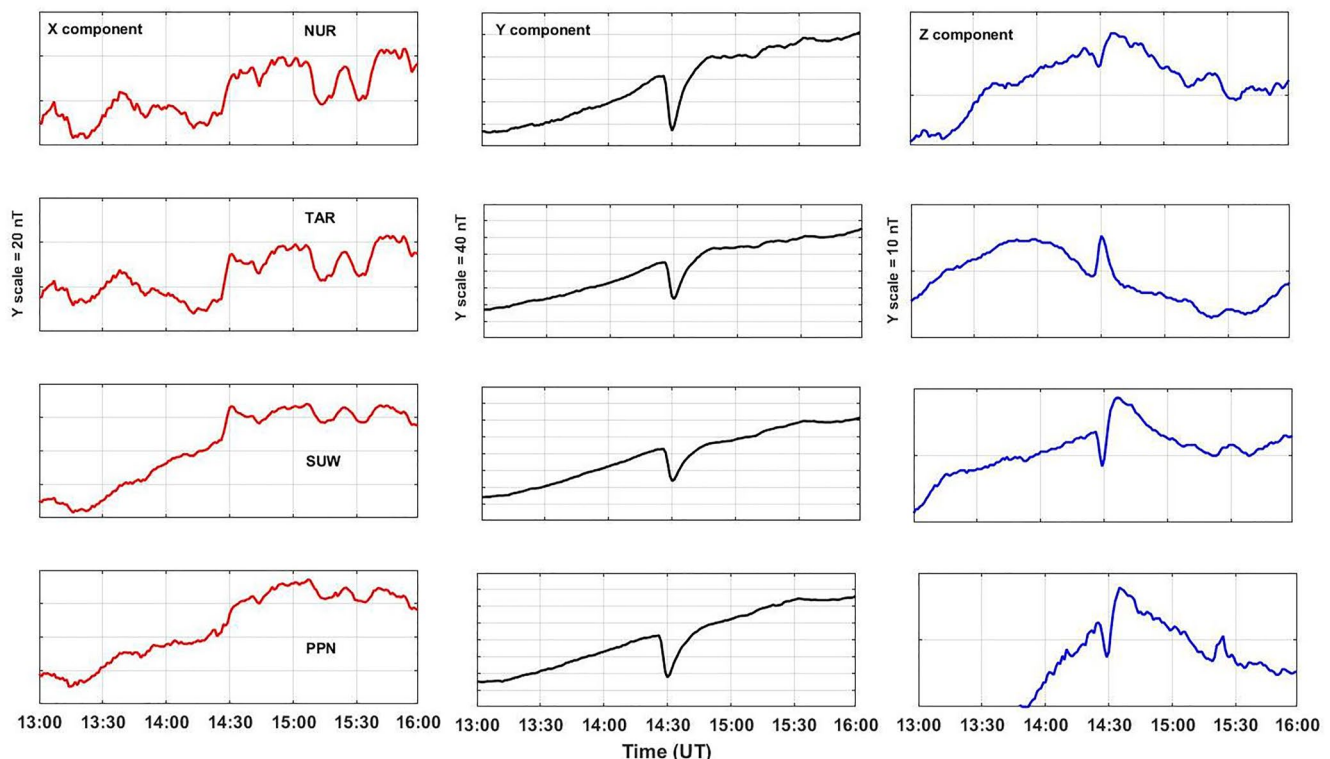 X component
NUR
Y component
Z component
TAR
Y scale = 20 nT
Y scale = 40 nT
Y scale = 10 nT
SUW
PPN
13:00 13:30 14:00 14:30 15:00 15:30 16:00
13:00 13:30 14:00 14:30 15:00 15:30 16:00
13:00 13:30 14:00 14:30 15:00 15:30 16:00
Time (UT)